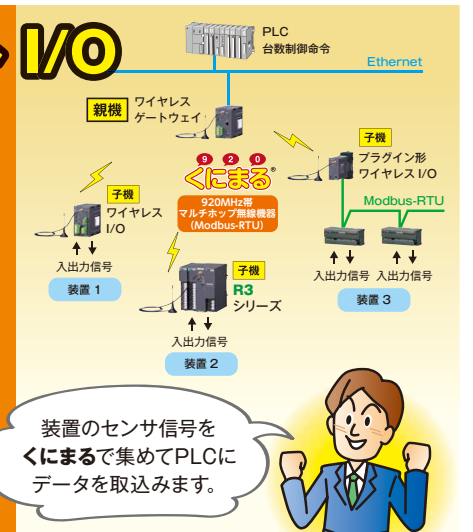 I/O
PLC
台数制御命令
Ethernet
親機
ワイヤレス
ゲートウェイ
920
くにまる®
920MHz帯
マルチホップ無線機器
(Modbus-RTU)
子機
プラグイン形
ワイヤレス I/O
Modbus-RTU
子機
ワイヤレス
I/O
入出力信号
装置 1
子機
R3
シリーズ
入出力信号
装置 2
入出力信号 入出力信号
装置 3
装置のセンサ信号を
くにまるで集めてPLCに
データを取込みます。